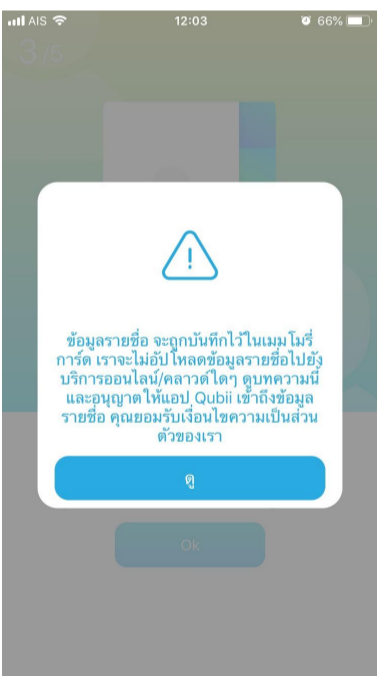 AIS 12:03 66%
3/5
!
ข้อมูลรายชื่อ จะถูกบันทึกไว้ในเมมโมรี่
การ์ด เราจะไม่อัปโหลดข้อมูลรายชื่อไปยัง
บริการออนไลน์/คลาวด์ใดๆ ดูบทความนี้
และอนุญาตให้แอป Qubii เข้าถึงข้อมูล
รายชื่อ คุณยอมรับเงื่อนไขความเป็นส่วน
ตัวของเรา
ดู
Ok